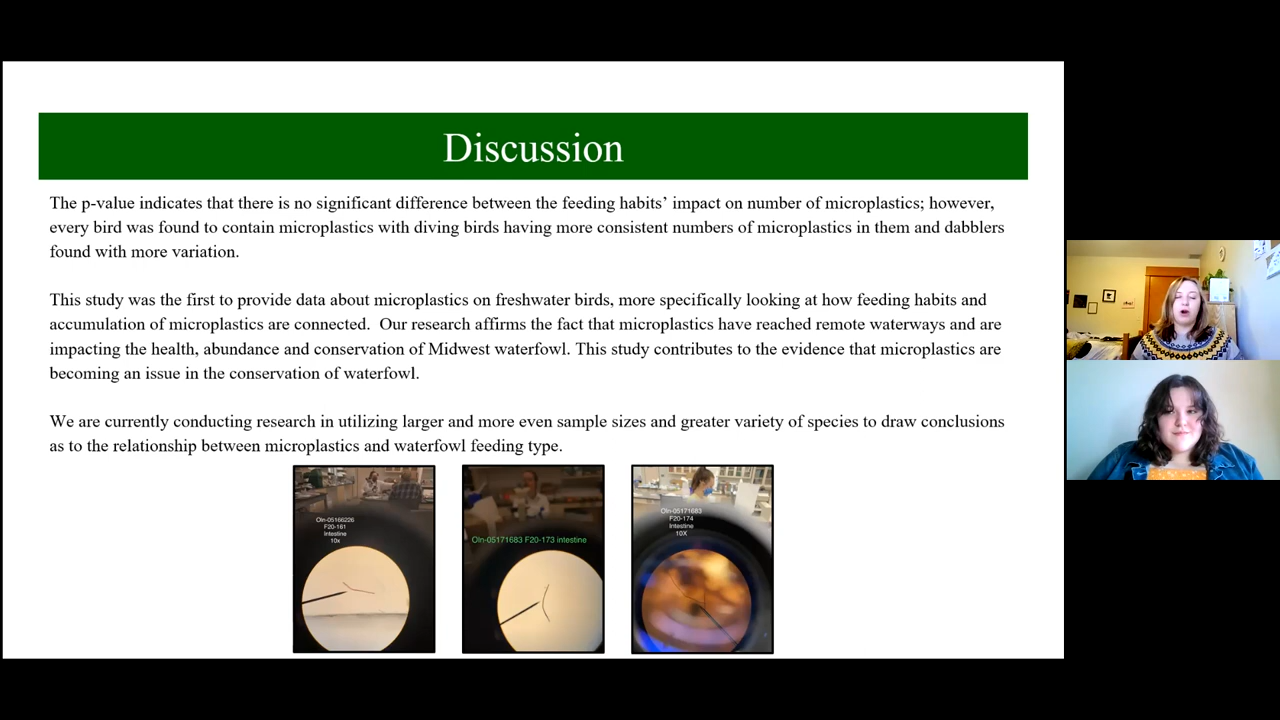 Discussion
The p-value indicates that there is no significant difference between the feeding habits' impact on number of microplastics; however,
every bird was found to contain microplastics with diving birds having more consistent numbers of microplastics in them and dabblers
found with more variation.
This study was the first to provide data about microplastics on freshwater birds, more specifically looking at how feeding habits and
accumulation of microplastics are connected. Our research affirms the fact that microplastics have reached remote waterways and are
impacting the health, abundance and conservation of Midwest waterfowl. This study contributes to the evidence that microplastics are
becoming an issue in the conservation of waterfowl.
We are currently conducting research in utilizing larger and more even sample sizes and greater variety of species to draw conclusions
as to the relationship between microplastics and waterfowl feeding type.
Oln-05166226
F20-161
Intestine
10x
Oln-05171683 F20-173 intestine
Oln-05171683
F20-174
Intestine
10X